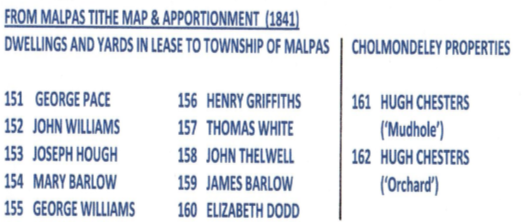 FROM MALPAS TITHE MAP & APPORTIONMENT (1841)
DWELLINGS AND YARDS IN LEASE TO TOWNSHIP OF MALPAS
151 GEORGE PACE
152 JOHN WILLIAMS
153 JOSEPH HOUGH
154 MARY BARLOW
155 GEORGE WILLIAMS
156 HENRY GRIFFITHS
157 THOMAS WHITE
158 JOHN THELWELL
159 JAMES BARLOW
160 ELIZABETH DODD
CHOLMONDELEY PROPERTIES
161 HUGH CHESTERS
('Mudhole')
162 HUGH CHESTERS
('Orchard')